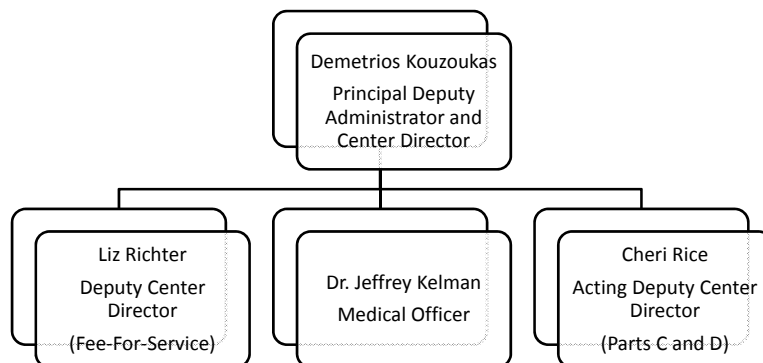 Demetrios Kouzoukas
Principal Deputy
Administrator and
Center Director
Liz Richter
Deputy Center
Director
(Fee-For-Service)
Dr. Jeffrey Kelman
Medical Officer
Cheri Rice
Acting Deputy Center
Director
(Parts C and D)